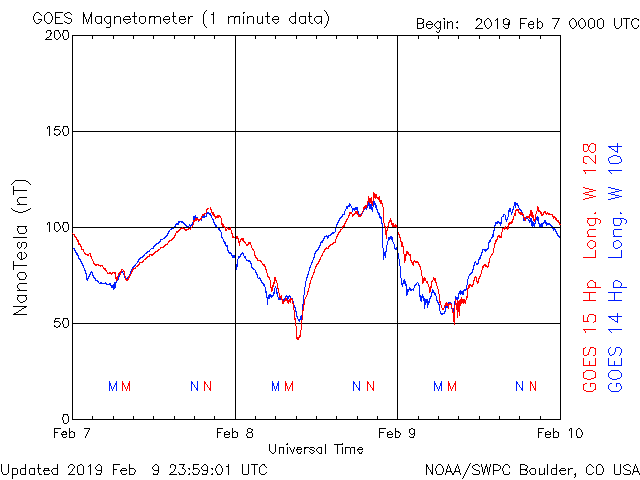 GOES Magnetometer (1 minute data)
Begin: 2019 Feb 7 0000 UTC
200
150
100
50
0
NanoTesla (nT)
M M N N M M N N M M N N
Feb 7 Feb 8 Feb 9 Feb 10
Universal Time
GOES 15 Hp Long. W 128
GOES 14 Hp Long. W 104
Updated 2019 Feb 9 23:59:01 UTC
NOAA/SWPC Boulder, CO USA